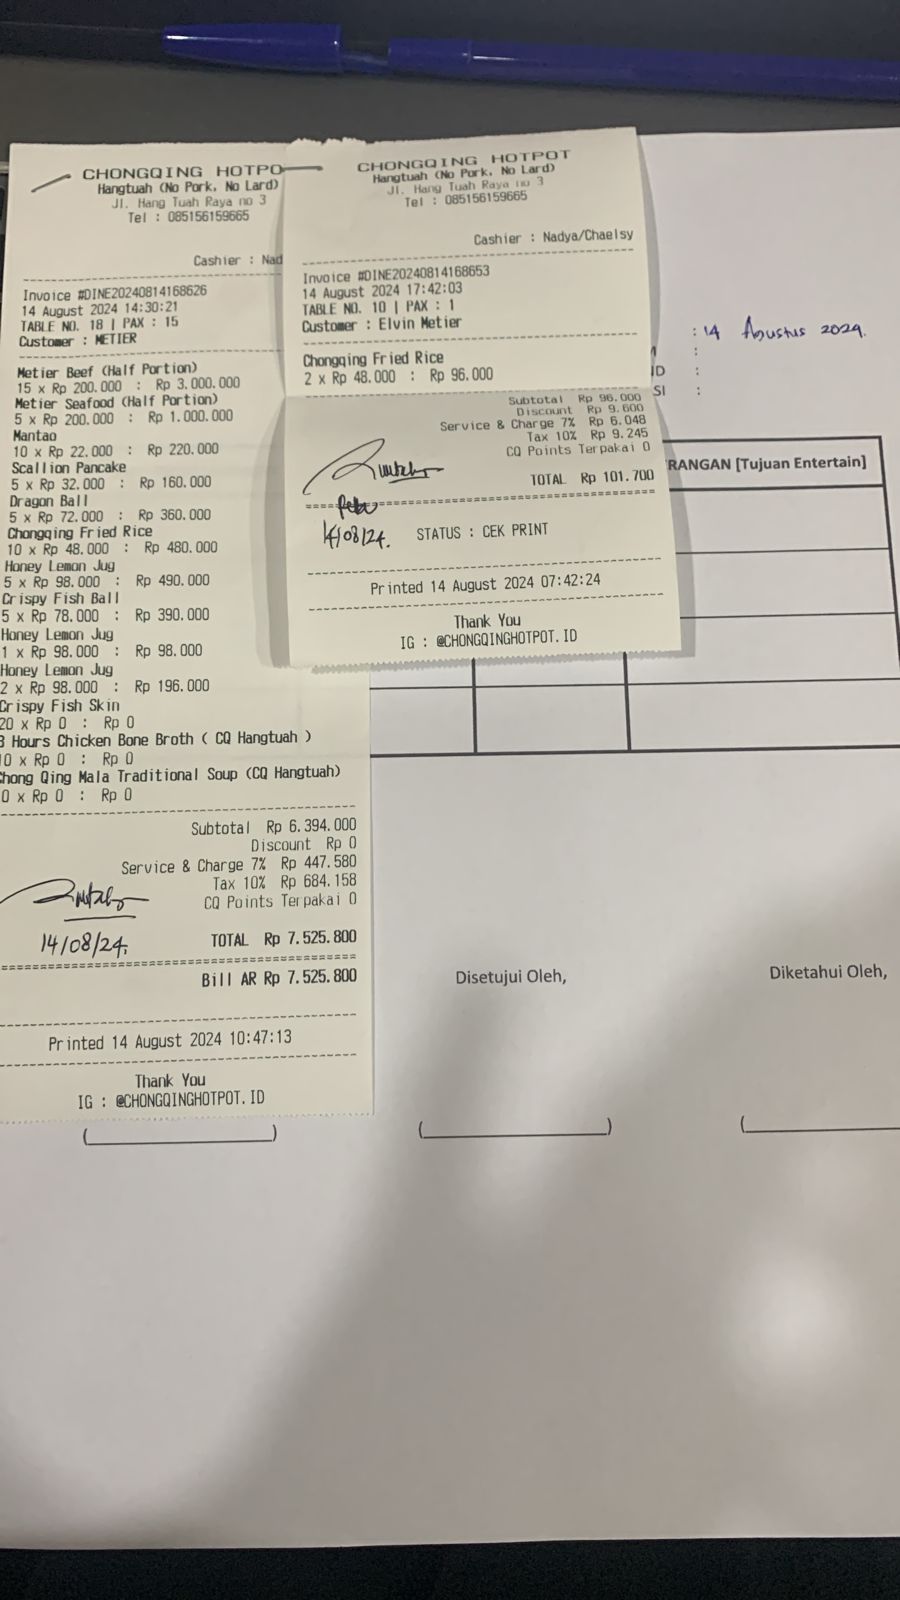 CHONGQING HOTPO
Hangtuah (No Pork, No Lard)
Jl. Hang Tuah Raya no 3
Tel : 085156159665
Cashier : Nad
Invoice #DINE20240814168626
14 August 2024 14:30:21
TABLE NO. 18 | PAX : 15
Customer : METIER
Metier Beef (Half Portion)
15 x Rp 200.000 : Rp 3.000.000
Metier Seafood (Half Portion)
5 x Rp 200.000 : Rp 1.000.000
Mantao
10 x Rp 22.000 : Rp 220.000
Scallion Pancake
5 x Rp 32.000 : Rp 160.000
Dragon Ball
5 x Rp 72.000 : Rp 360.000
Chongqing Fried Rice
10 x Rp 48.000 : Rp 480.000
Honey Lemon Jug
5 x Rp 98.000 : Rp 490.000
Crispy Fish Ball
5 x Rp 78.000 : Rp 390.000
Honey Lemon Jug
1 x Rp 98.000 : Rp 98.000
Honey Lemon Jug
2 x Rp 98.000 : Rp 196.000
Crispy Fish Skin
20 x Rp 0 : Rp 0
8 Hours Chicken Bone Broth ( CQ Hangtuah )
10 x Rp 0 : Rp 0
Chong Qing Mala Traditional Soup (CQ Hangtuah)
0 x Rp 0 : Rp 0
Subtotal Rp 6.394.000
Discount Rp 0
Service & Charge 7% Rp 447.580
Tax 10% Rp 684.158
CQ Points Terpakai 0
14/08/24.
TOTAL Rp 7.525.800
Bill AR Rp 7.525.800
Printed 14 August 2024 10:47:13
Thank You
IG : @CHONGQINGHOTPOT.ID
CHONGQING HOTPOT
Hangtuah (No Pork, No Lard)
Jl. Hang Tuah Raya no 3
Tel : 085156159665
Cashier : Nadya/Chaelsy
Invoice #DINE20240814168653
14 August 2024 17:42:03
TABLE NO. 10 | PAX : 1
Customer : Elvin Metier
Chongqing Fried Rice
2 x Rp 48.000 : Rp 96.000
Subtotal Rp 96.000
Discount Rp 9.600
Service & Charge 7% Rp 6.048
Tax 10% Rp 9.245
CQ Points Terpakai 0
TOTAL Rp 101.700
14/08/24.
STATUS : CEK PRINT
Printed 14 August 2024 07:42:24
Thank You
IG : @CHONGQINGHOTPOT.ID
: 14 Agustus 2024.
:
D :
SI :
RANGAN [Tujuan Entertain]
Disetujui Oleh,
Diketahui Oleh,
( )
( )
(